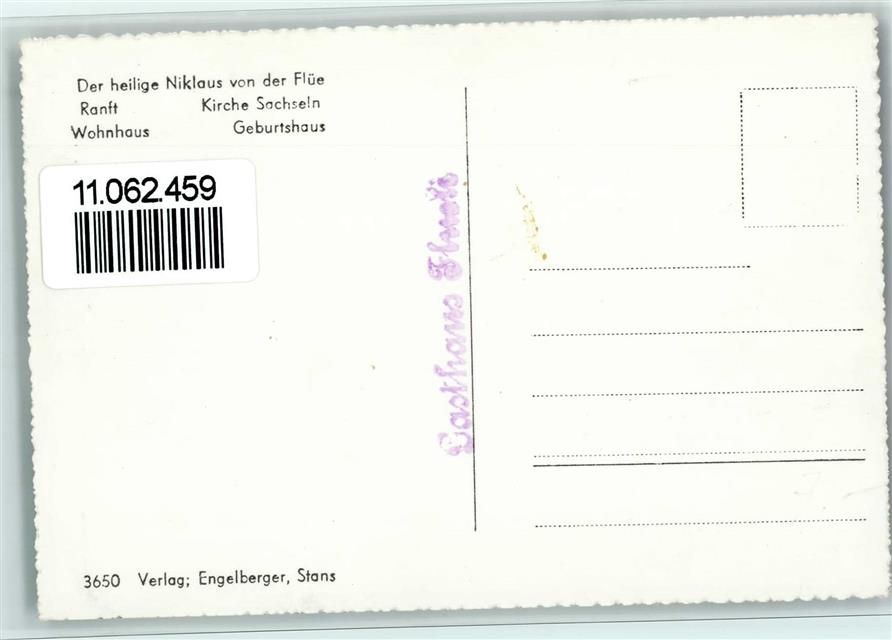 Der heilige Niklaus von der Flüe
Ranft Kirche Sachseln
Wohnhaus Geburtshaus
11.062.459
Gasthaus
3650 Verlag; Engelberger, Stans